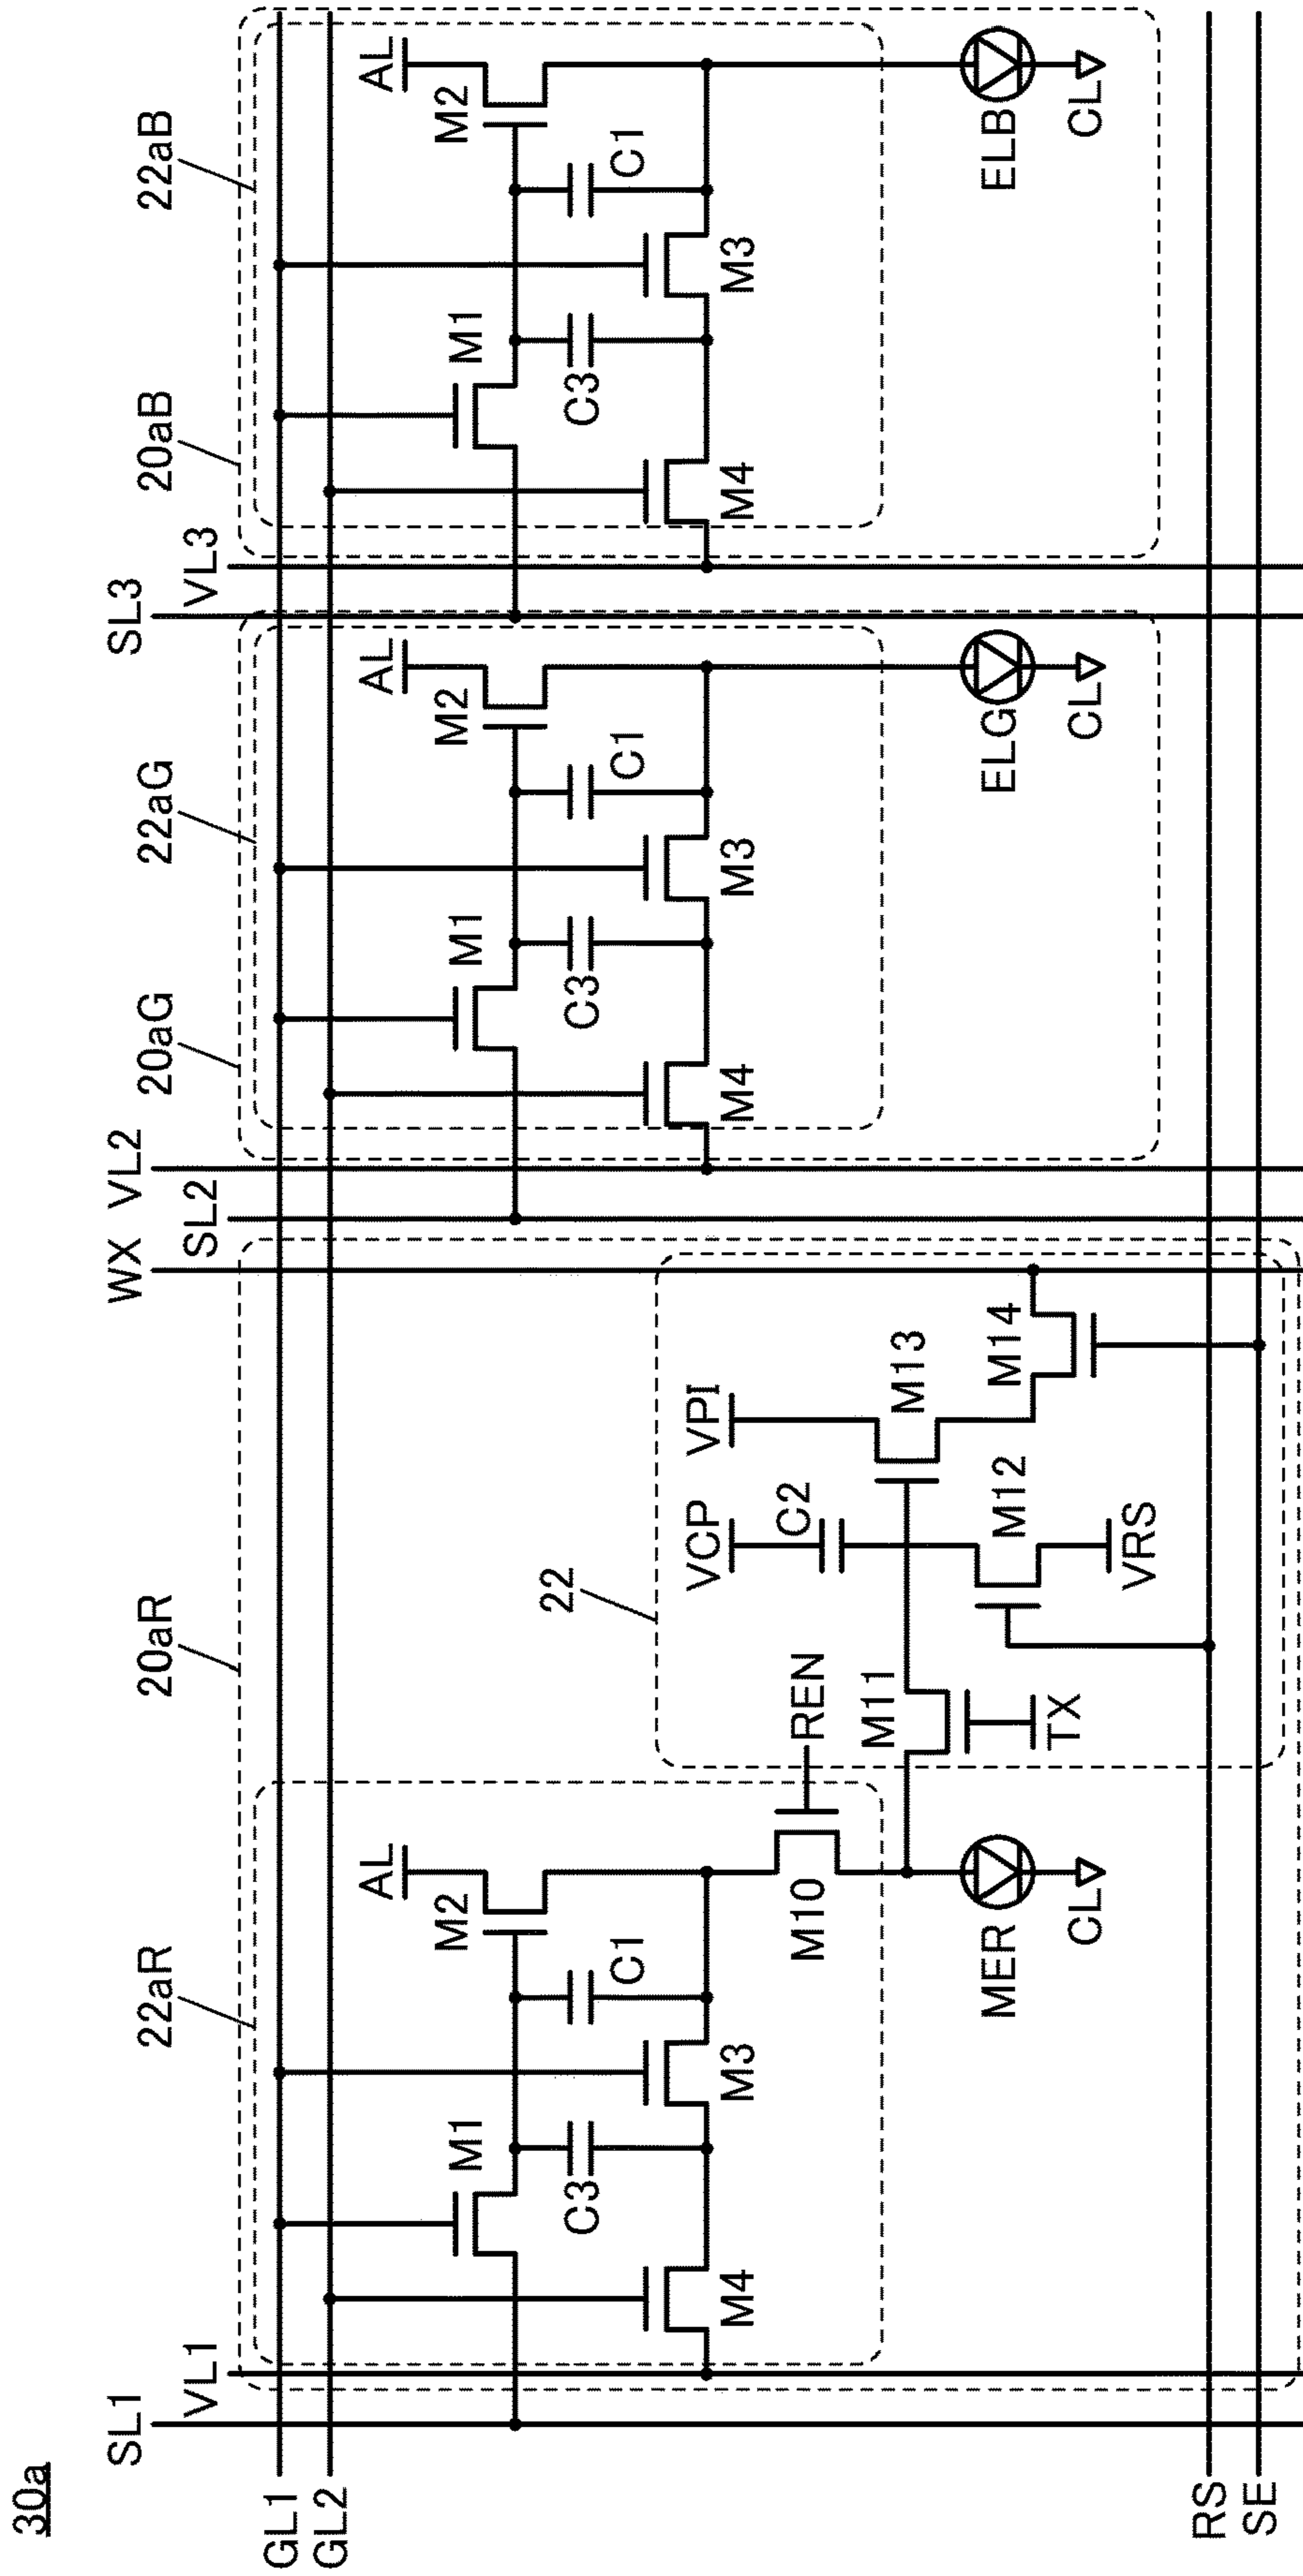 30a
SL1
VL1
22aR
20aR
WX
SL2
VL2
20aG
22aG
SL3
VL3
20aB
22aB
GL1
GL2
AL
M2
M1
C1
C3
M3
M4
M10
REN
MER
CL
22
VCP
C2
VPI
M13
M14
M12
VRS
M11
TX
AL
M2
M1
C1
C3
M3
M4
ELG
CL
AL
M2
M1
C1
C3
M3
M4
ELB
CL
RS
SE